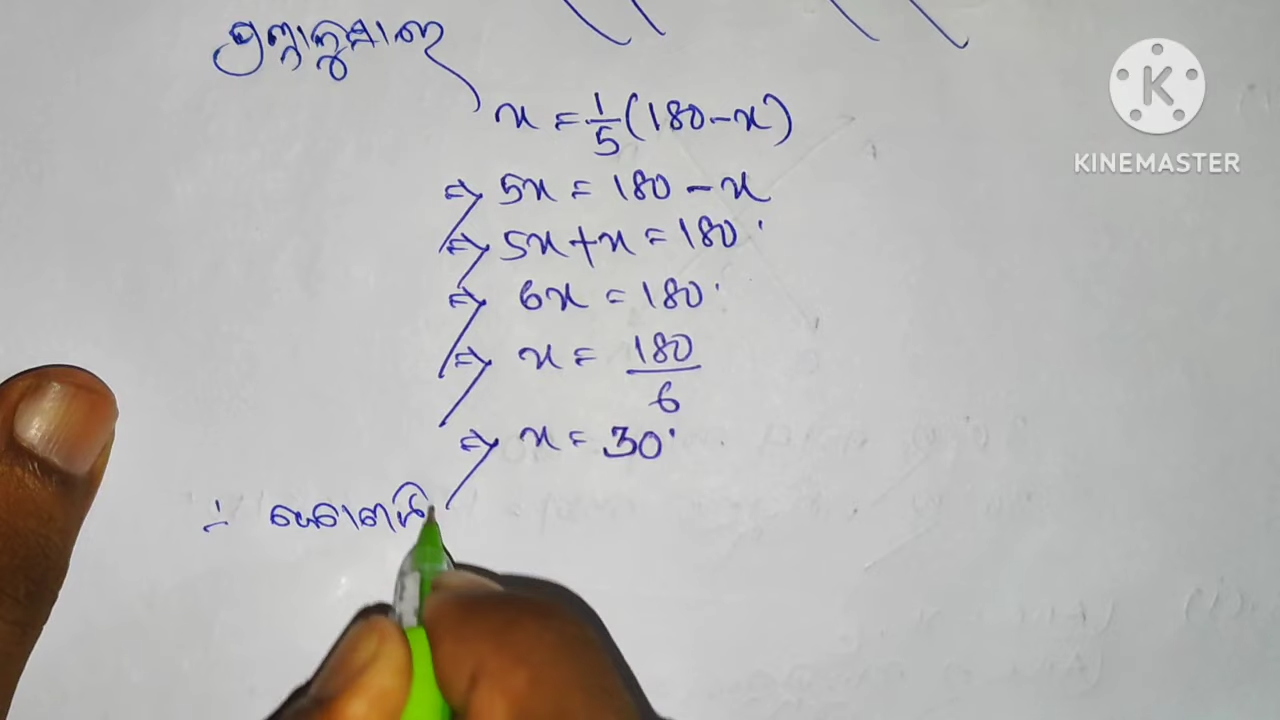 ପ୍ରଶ୍ନାନୁସାରେ
x = 1/5 (180 - x)
⇒ 5x = 180 - x
⇒ 5x + x = 180°
⇒ 6x = 180°
⇒ x = 180/6
⇒ x = 30°
∴ କୋଣଟି
KINEMASTER